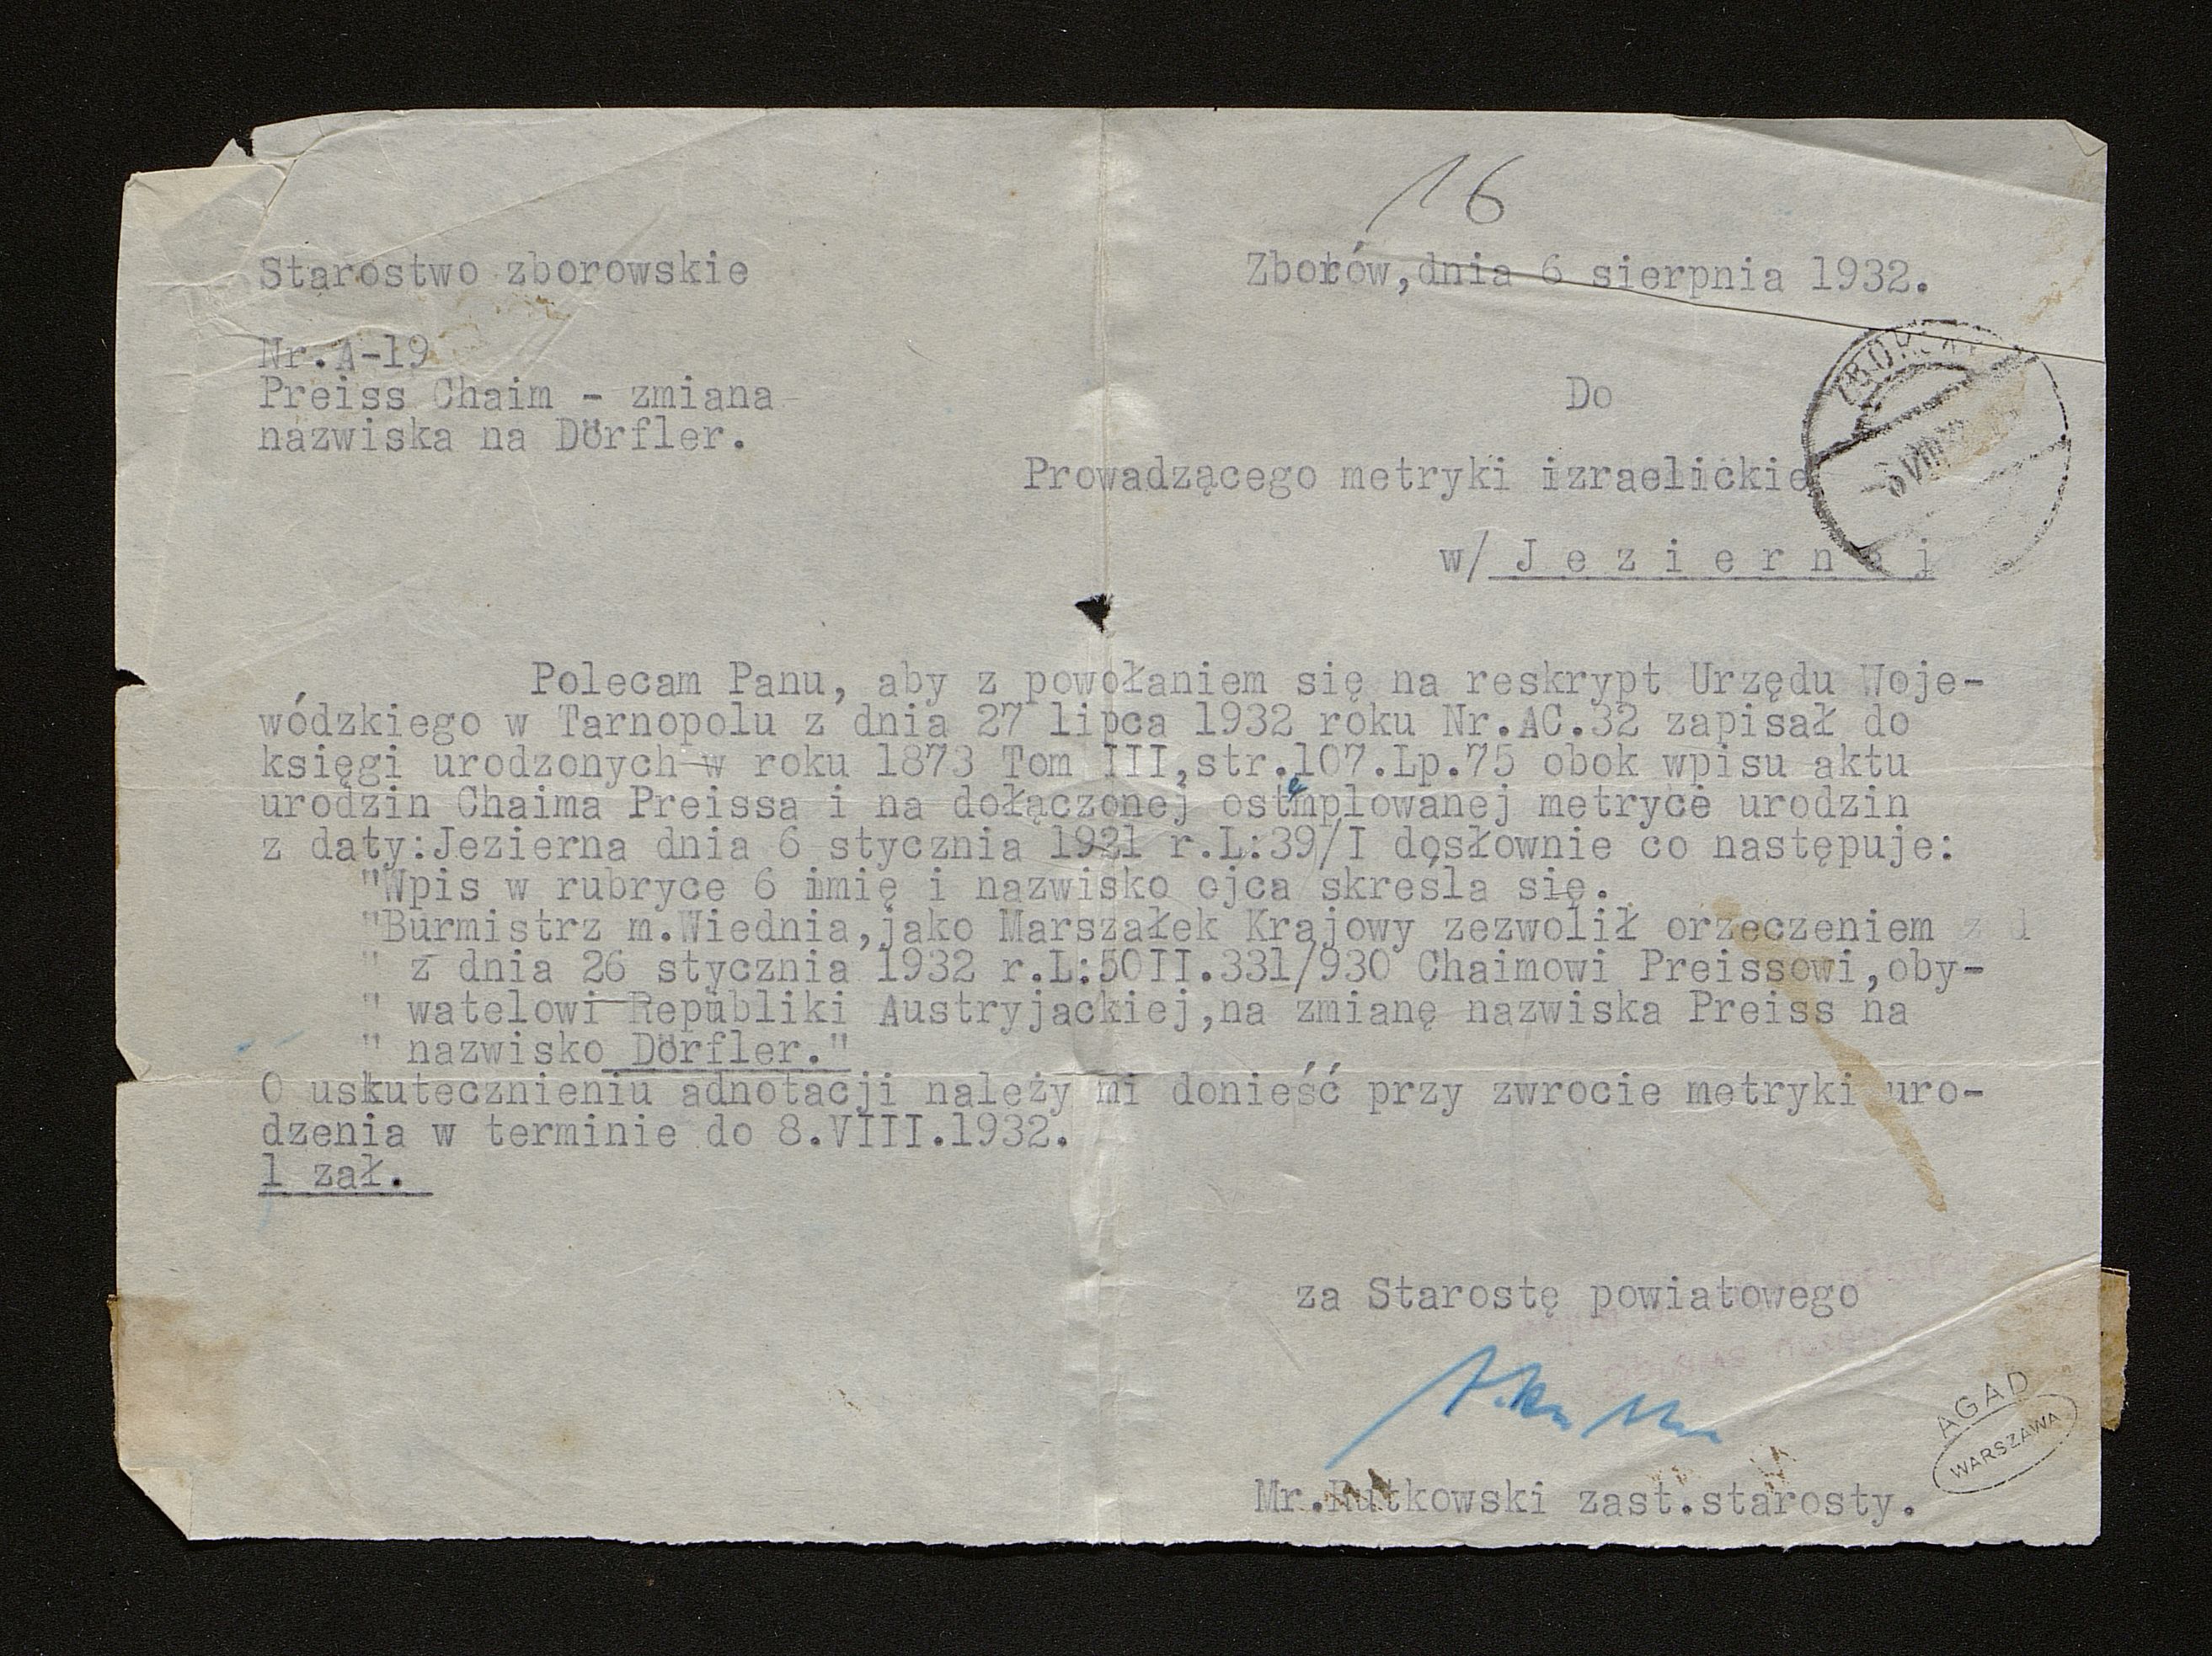 16
Starostwo zborowskie
Zborów,dnia 6 sierpnia 1932.
Nr.A-19
Preiss Chaim - zmiana
nazwiska na Dörfler.
Do
Prowadzącego metryki izraelickie
w/ J e z i e r n e j
6 VIII
Polecam Panu, aby z powołaniem się na reskrypt Urzędu Woje-
wódzkiego w Tarnopolu z dnia 27 lipca 1932 roku Nr.AC.32 zapisał do
księgi urodzonych w roku 1873 Tom III,str.107.Lp.75 obok wpisu aktu
urodzin Chaima Preissa i na dołączonej ostemplowanej metryce urodzin
z daty:Jezierna dnia 6 stycznia 1921 r.L:39/I dosłownie co następuje:
"Wpis w rubryce 6 imię i nazwisko ojca skreśla się.
"Burmistrz m.Wiednia,jako Marszałek Krajowy zezwolił orzeczeniem z d
" z dnia 26 stycznia 1932 r.L:50II.331/930 Chaimowi Preissowi,oby-
" watelowi Republiki Austryjackiej,na zmianę nazwiska Preiss na
" nazwisko Dörfler."
O uskutecznieniu adnotacji należy mi donieść przy zwrocie metryki uro-
dzenia w terminie do 8.VIII.1932.
1 zał.
za Starostę powiatowego
Mr.Rutkowski zast.starosty.
AGAD
WARSZAWA